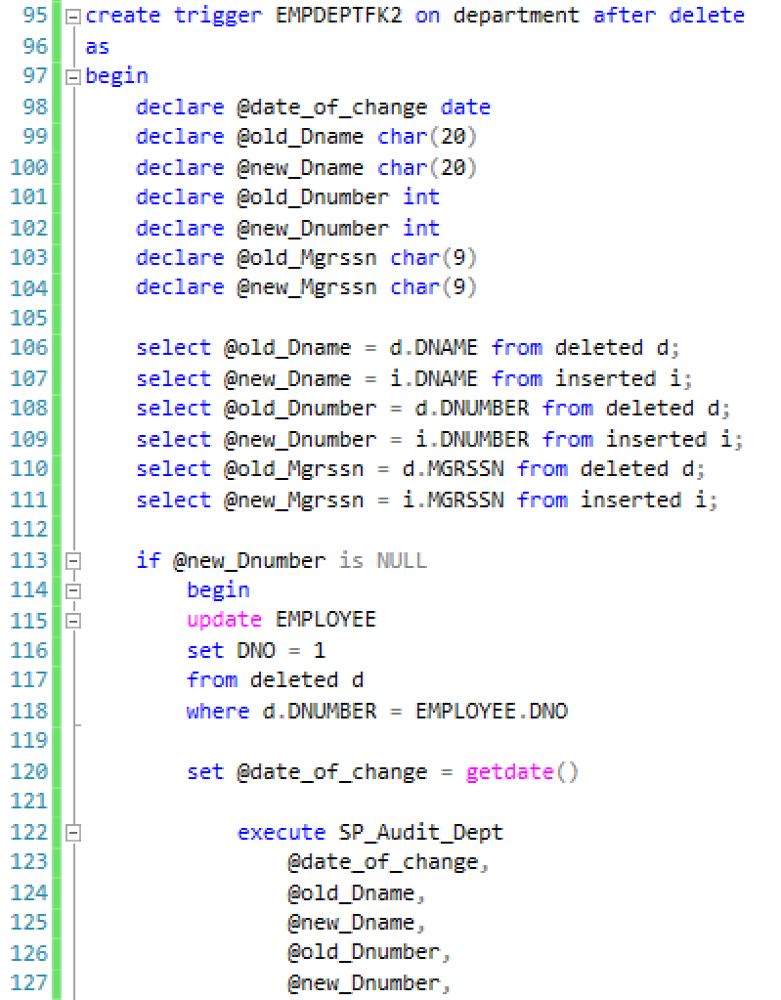 95 create trigger EMPDEPTFK2 on department after delete
96 as
97 begin
98 declare @date_of_change date
99 declare @old_Dname char(20)
100 declare @new_Dname char(20)
101 declare @old_Dnumber int
102 declare @new_Dnumber int
103 declare @old_Mgrssn char(9)
104 declare @new_Mgrssn char(9)
105
106 select @old_Dname = d.DNAME from deleted d;
107 select @new_Dname = i.DNAME from inserted i;
108 select @old_Dnumber = d.DNUMBER from deleted d;
109 select @new_Dnumber = i.DNUMBER from inserted i;
110 select @old_Mgrssn = d.MGRSSN from deleted d;
111 select @new_Mgrssn = i.MGRSSN from inserted i;
112
113 if @new_Dnumber is NULL
114 begin
115 update EMPLOYEE
116 set DNO = 1
117 from deleted d
118 where d.DNUMBER = EMPLOYEE.DNO
119
120 set @date_of_change = getdate()
121
122 execute SP_Audit_Dept
123 @date_of_change,
124 @old_Dname,
125 @new_Dname,
126 @old_Dnumber,
127 @new_Dnumber,